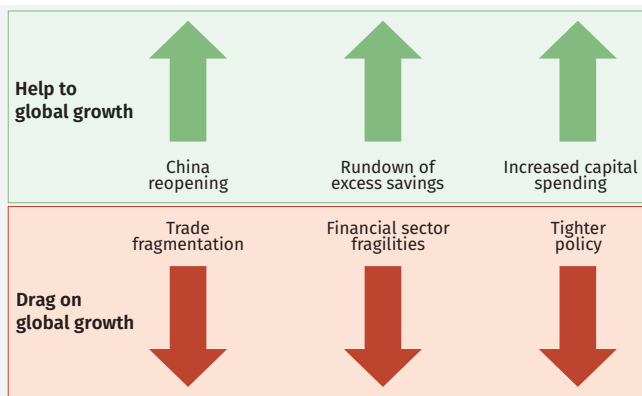 Help to
global growth
China
reopening
Rundown of
excess savings
Increased capital
spending
Trade
fragmentation
Financial sector
fragilities
Tighter
policy
Drag on
global growth